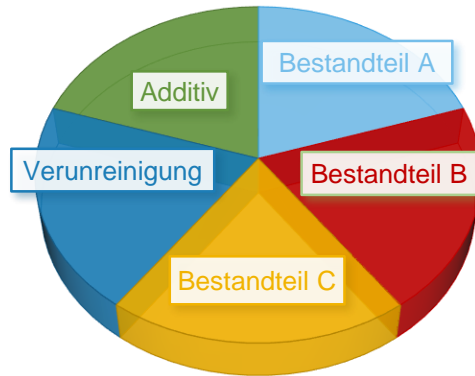 Bestandteil A
Additiv
Verunreinigung
Bestandteil B
Bestandteil C